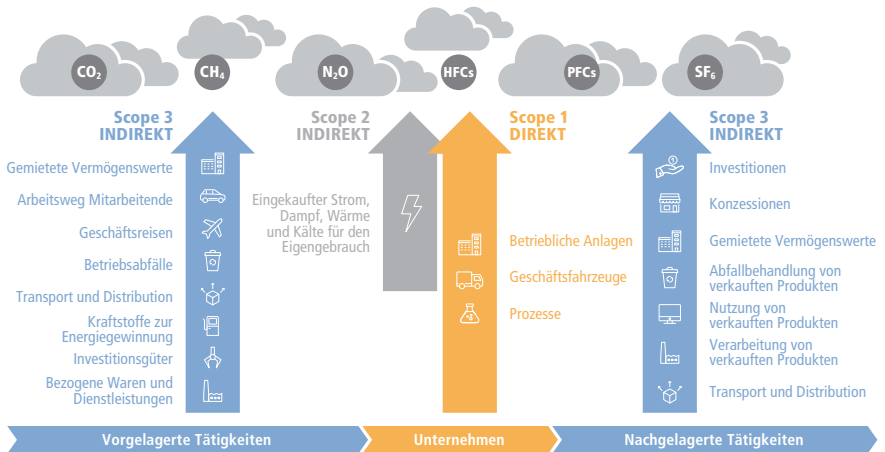 CO₂
CH₄
N₂O
HFCs
PFCs
SF₆
Scope 3
INDIREKT
Gemietete Vermögenswerte
Arbeitsweg Mitarbeitende
Geschäftsreisen
Betriebsabfälle
Transport und Distribution
Kraftstoffe zur
Energiegewinnung
Investitionsgüter
Bezogene Waren und
Dienstleistungen
Scope 2
INDIREKT
Eingekaufter Strom,
Dampf, Wärme
und Kälte für den
Eigengebrauch
Scope 1
DIREKT
Betriebliche Anlagen
Geschäftsfahrzeuge
Prozesse
Scope 3
INDIREKT
Investitionen
Konzessionen
Gemietete Vermögenswerte
Abfallbehandlung von
verkauften Produkten
Nutzung von
verkauften Produkten
Verarbeitung von
verkauften Produkten
Transport und Distribution
Vorgelagerte Tätigkeiten
Unternehmen
Nachgelagerte Tätigkeiten